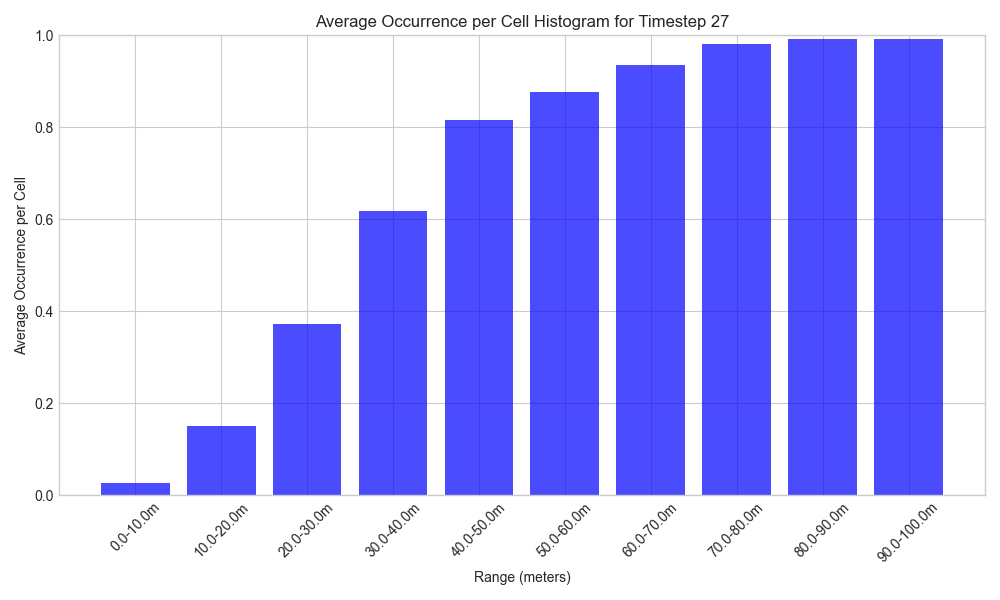 Average Occurrence per Cell Histogram for Timestep 27
Average Occurrence per Cell
1.0
0.8
0.6
0.4
0.2
0.0
0.0-10.0m
10.0-20.0m
20.0-30.0m
30.0-40.0m
40.0-50.0m
50.0-60.0m
60.0-70.0m
70.0-80.0m
80.0-90.0m
90.0-100.0m
Range (meters)